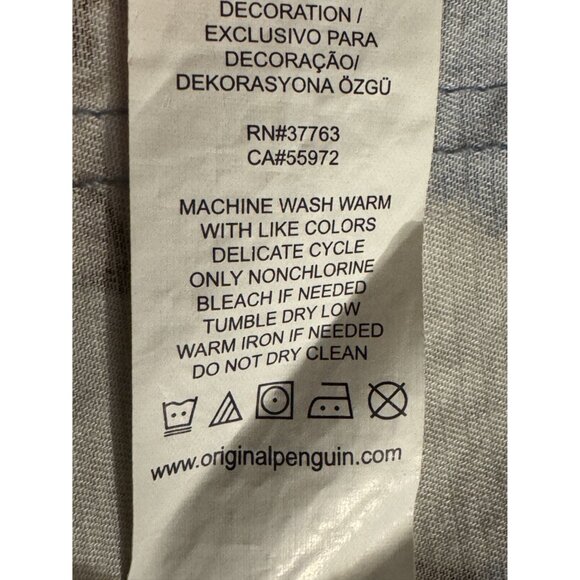 DECORATION /
EXCLUSIVO PARA
DECORAÇÃO/
DEKORASYONA ÖZGÜ
RN#37763
CA#55972
MACHINE WASH WARM
WITH LIKE COLORS
DELICATE CYCLE
ONLY NONCHLORINE
BLEACH IF NEEDED
TUMBLE DRY LOW
WARM IRON IF NEEDED
DO NOT DRY CLEAN
www.originalpenguin.com